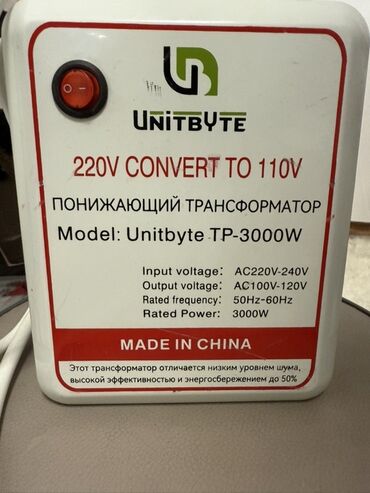 UNITBYTE
220V CONVERT TO 110V
ПОНИЖАЮЩИЙ ТРАНСФОРМАТОР
Model: Unitbyte TP-3000W
Input voltage: AC220V-240V
Output voltage: AC100V-120V
Rated frequency: 50Hz-60Hz
Rated Power: 3000W
MADE IN CHINA
Этот трансформатор отличается низким уровнем шума,
высокой эффективностью и энергосбережением до 50%